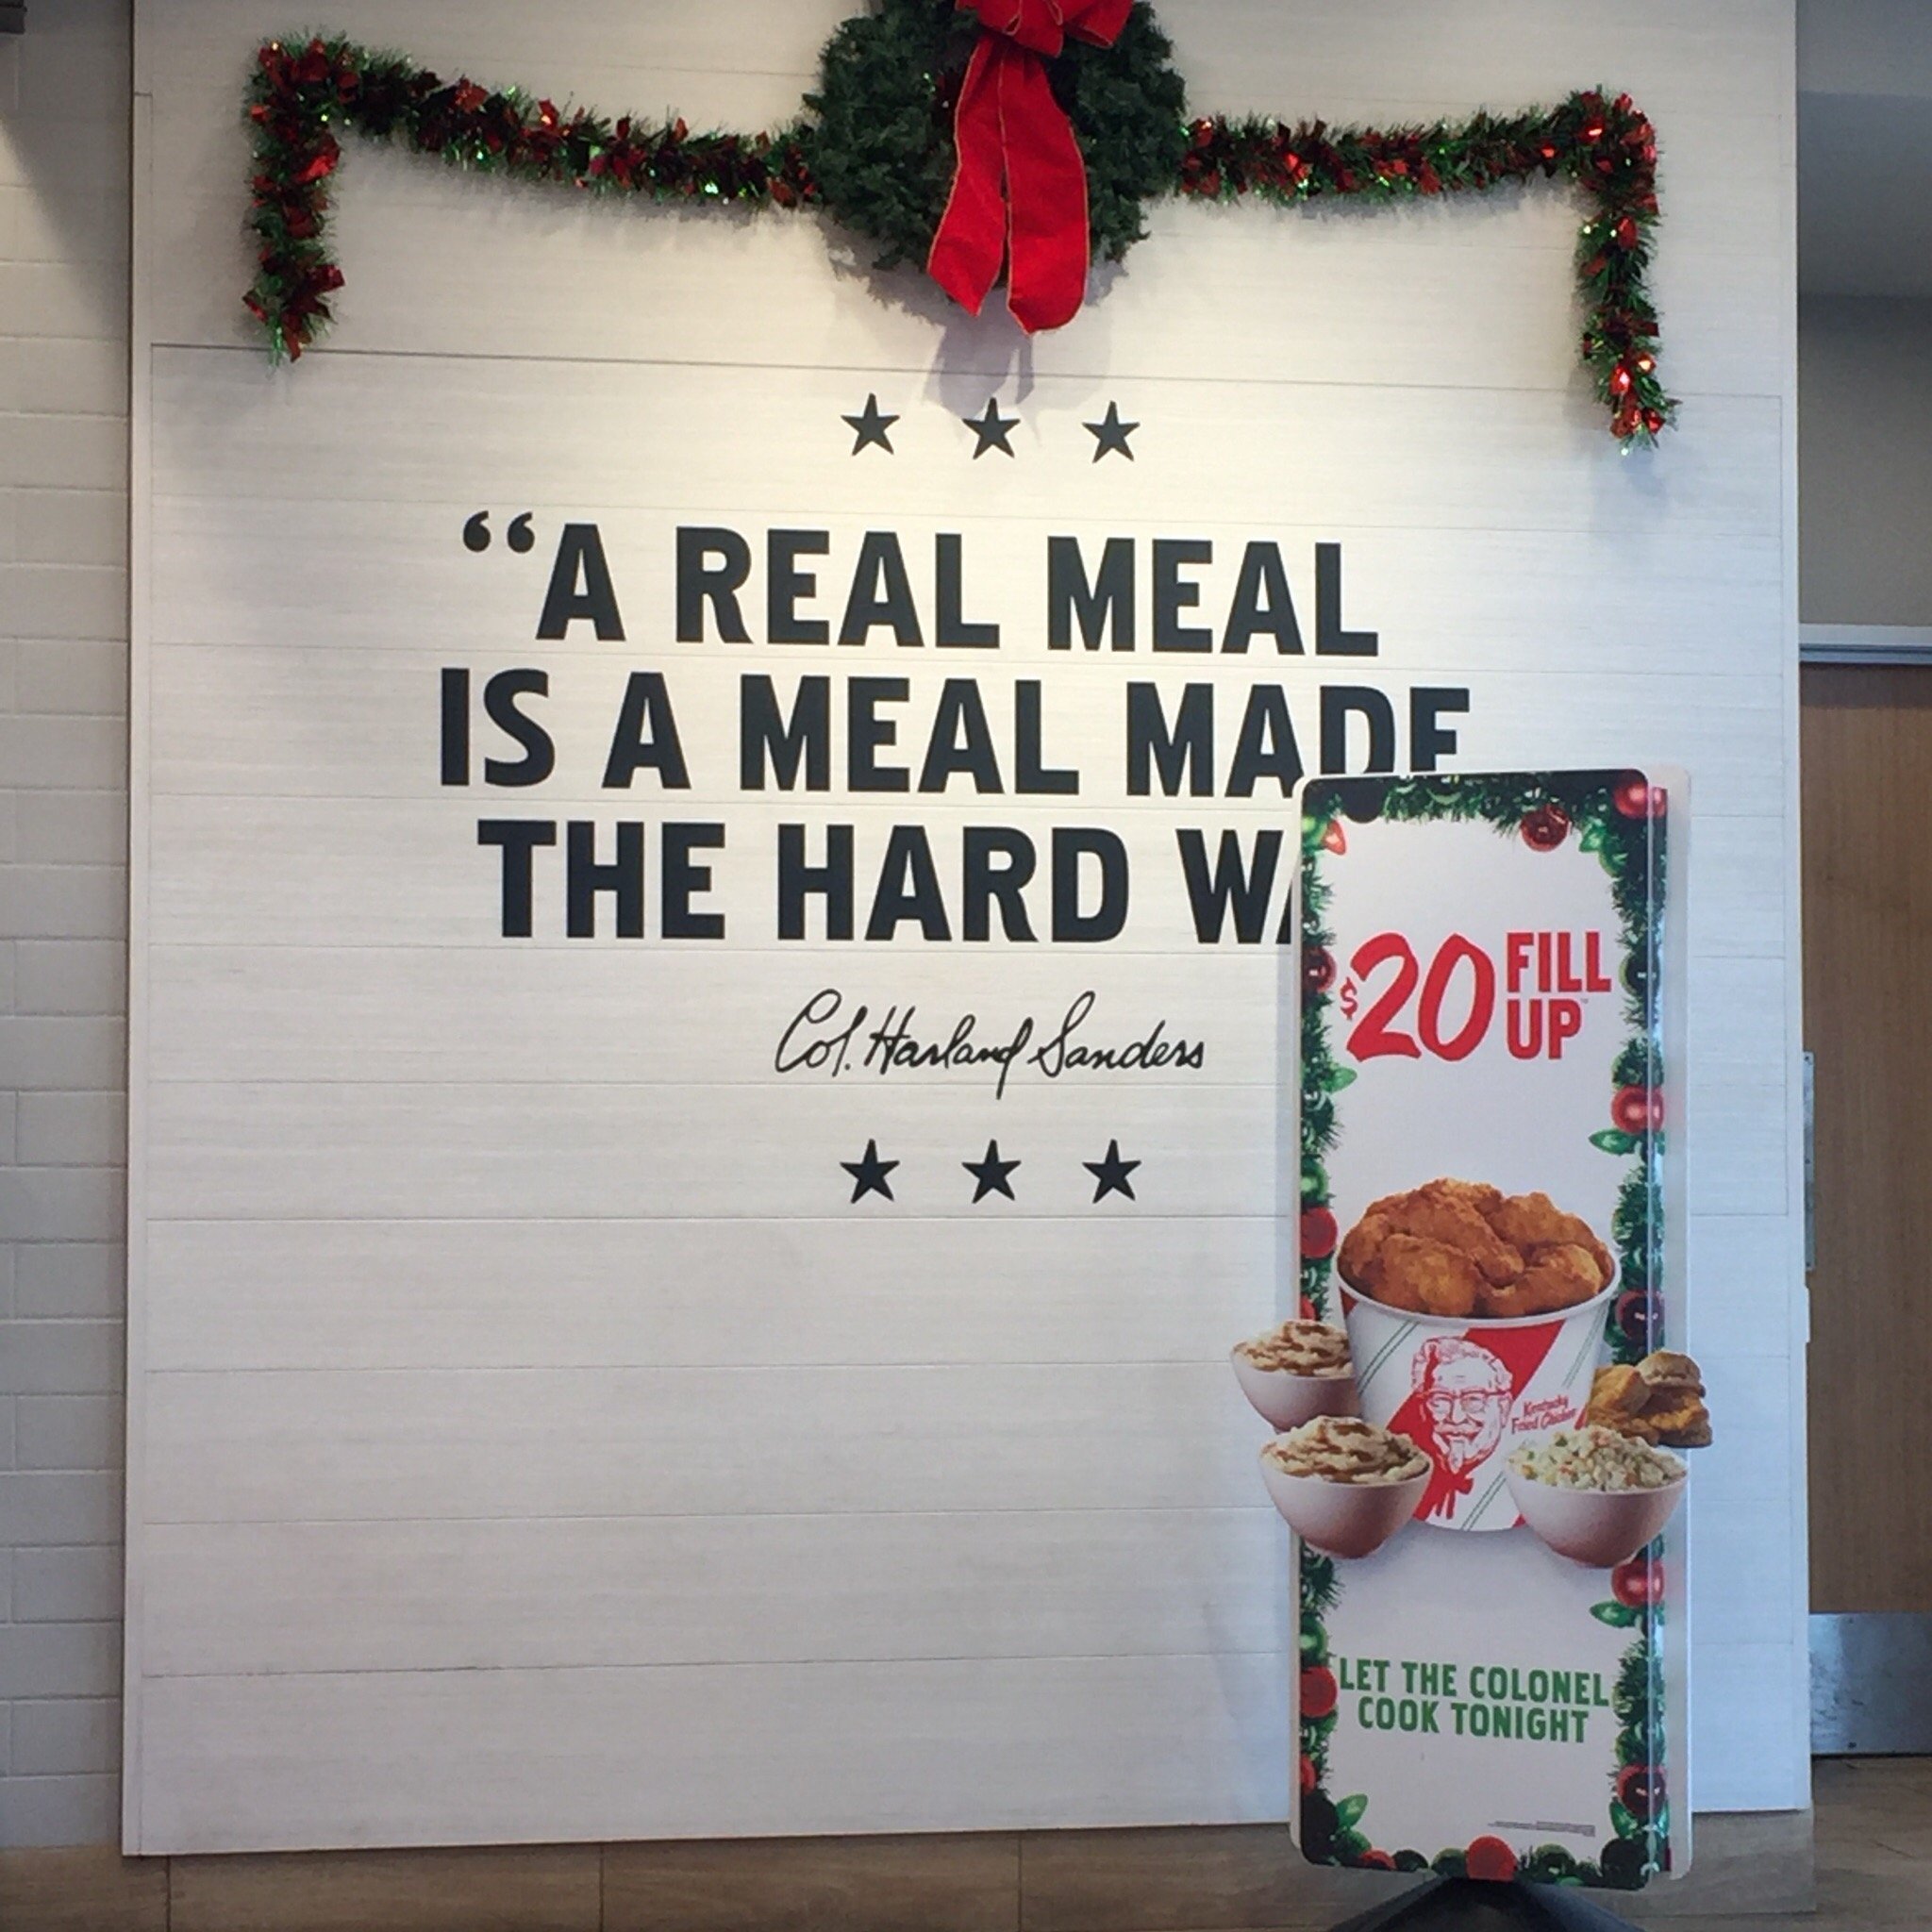 “A REAL MEAL
IS A MEAL MADE
THE HARD WA
Col. Harland Sanders
$20 FILL
UP™
Kentucky
Fried Chicken
LET THE COLONEL
COOK TONIGHT